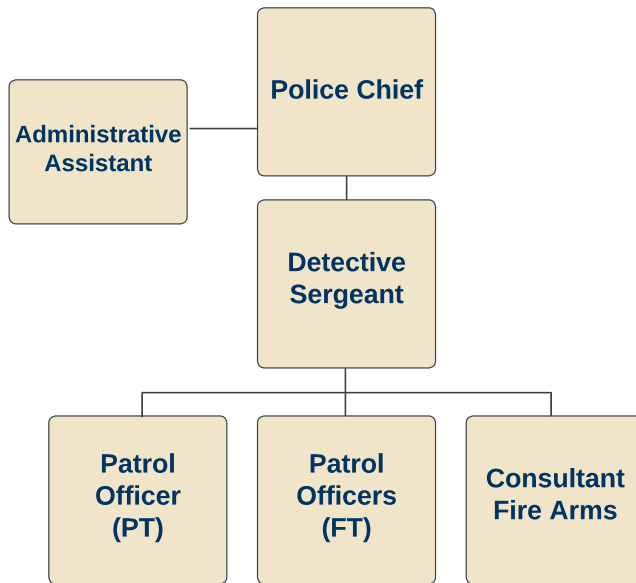 Police Chief
Administrative
Assistant
Detective
Sergeant
Patrol
Officer
(PT)
Patrol
Officers
(FT)
Consultant
Fire Arms